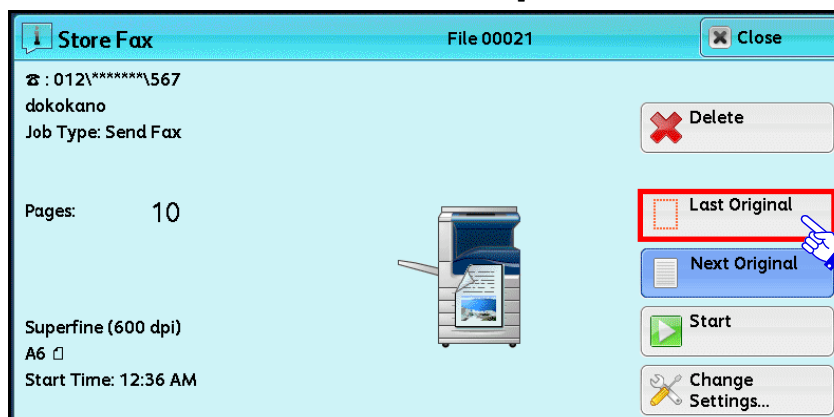 Store Fax
File 00021
Close
☎ : 012\*******\567
dokokano
Job Type: Send Fax
Delete
Pages: 10
Last Original
Next Original
Superfine (600 dpi)
Start
A6
Start Time: 12:36 AM
Change
Settings...